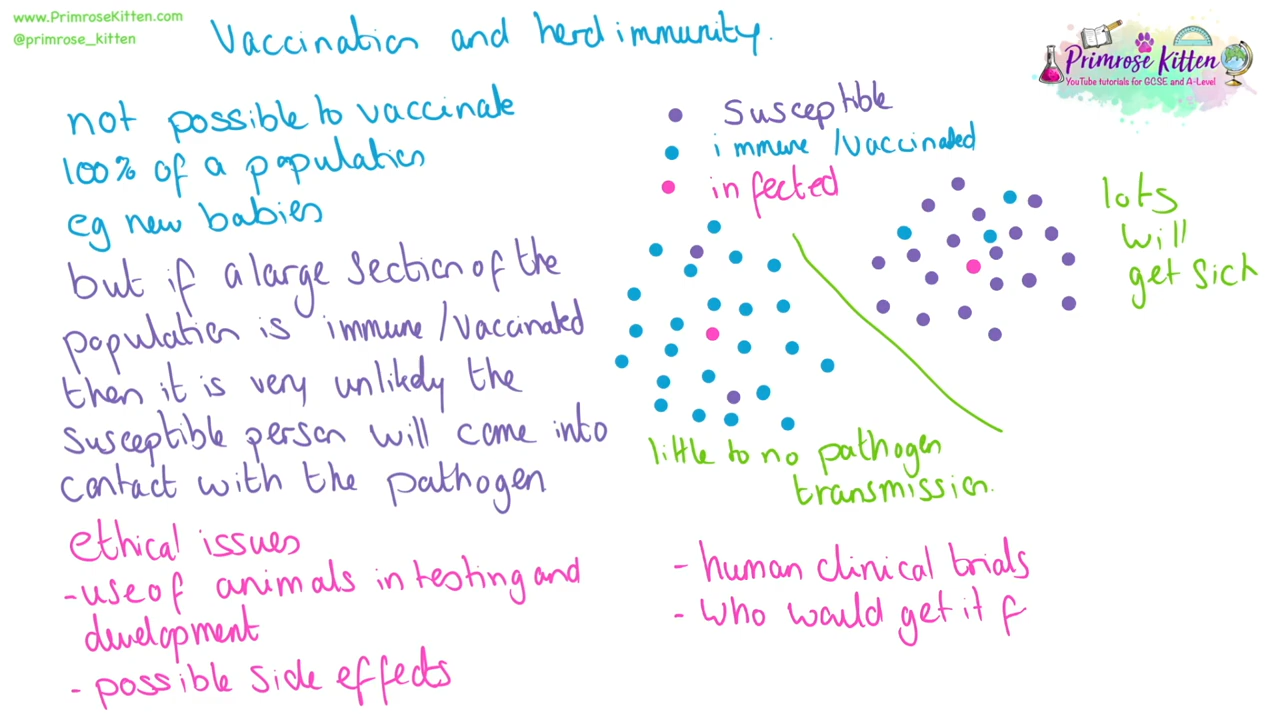 www.PrimroseKitten.com
@primrose_kitten
Vaccination and herd immunity.
Primrose Kitten
YouTube tutorials for GCSE and A-Level
not possible to vaccinate
100% of a population
eg new babies
but if a large section of the
population is immune /vaccinated
then it is very unlikely the
susceptible person will come into
contact with the pathogen
ethical issues
- use of animals in testing and
development
- possible side effects
susceptible
immune /vaccinated
infected
lots
will
get sick
little to no pathogen
transmission.
- human clinical trials
- who would get it f